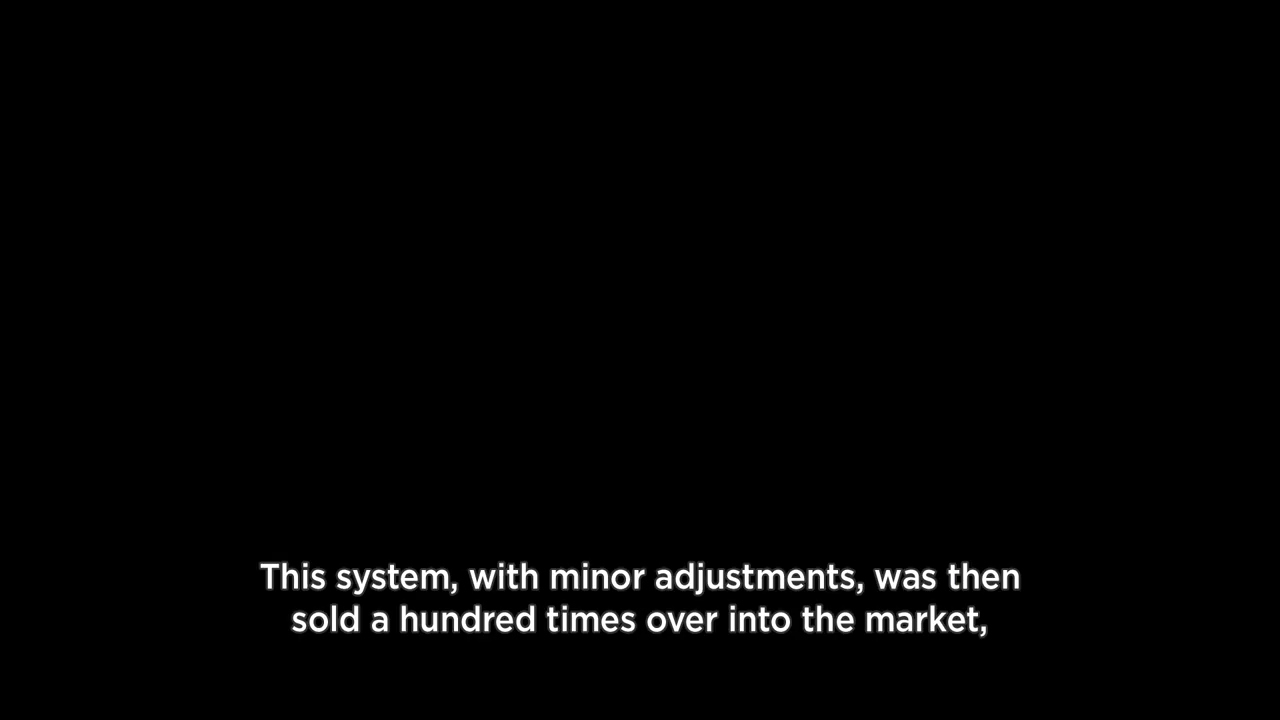 This system, with minor adjustments, was then
sold a hundred times over into the market,